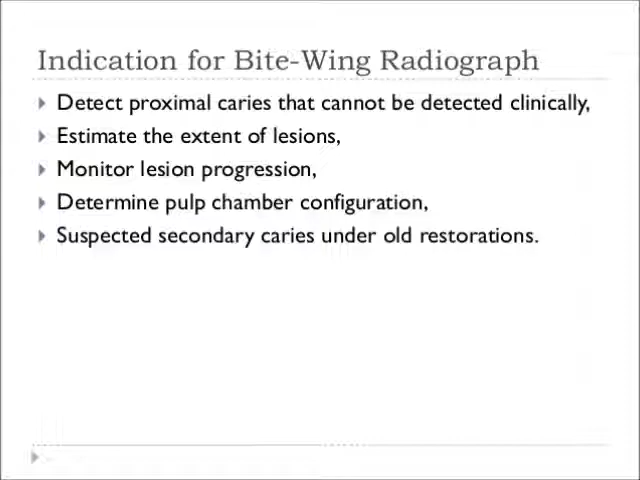 Indication for Bite-Wing Radiograph
Detect proximal caries that cannot be detected clinically,
Estimate the extent of lesions,
Monitor lesion progression,
Determine pulp chamber configuration,
Suspected secondary caries under old restorations.